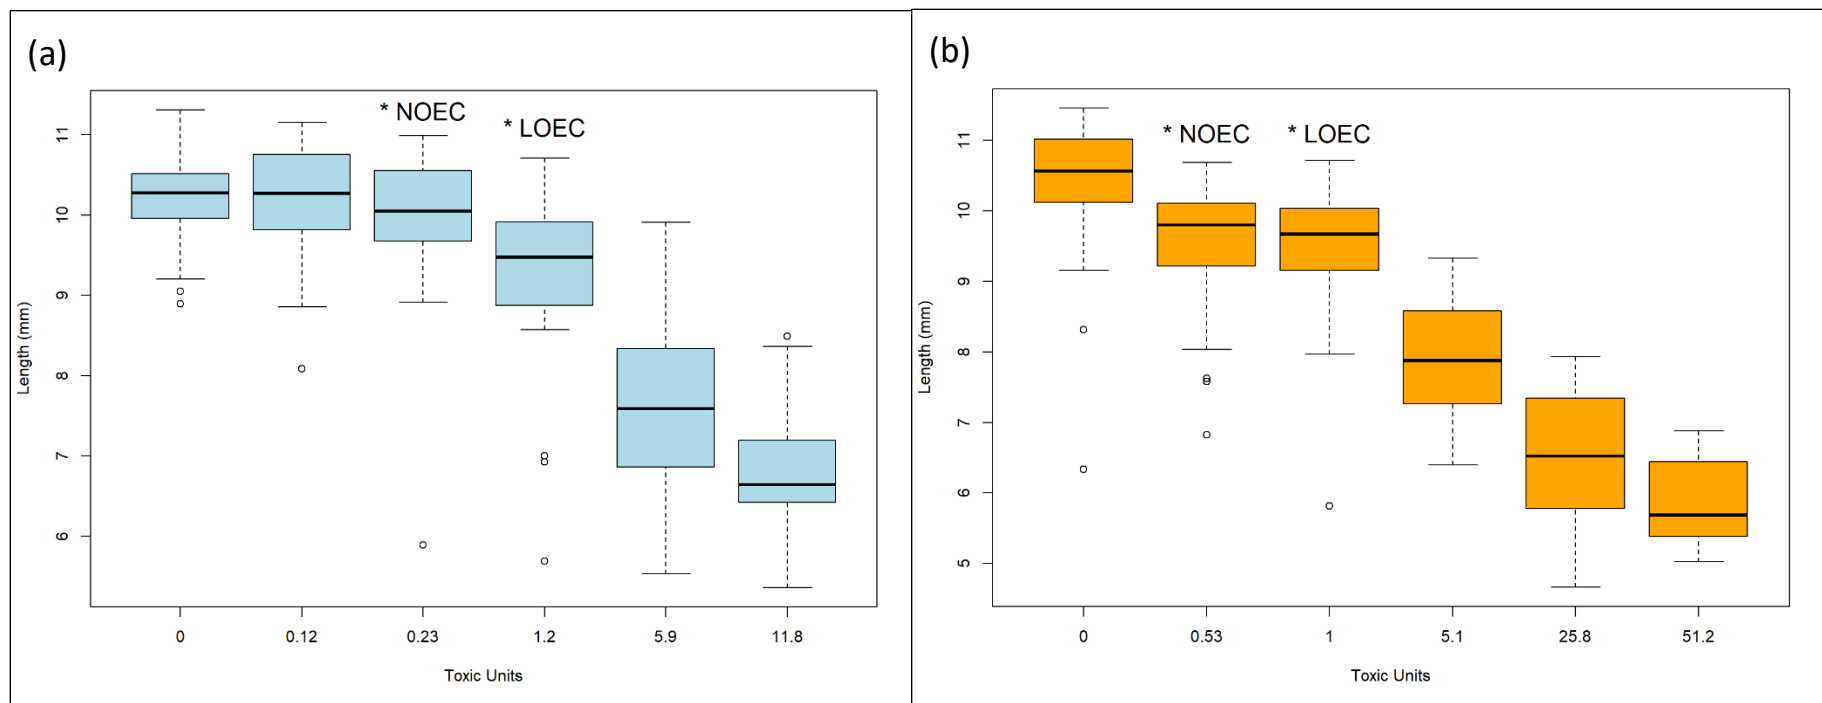 (a)
* NOEC
* LOEC
11
10
9
8
7
6
Length (mm)
0 0.12 0.23 1.2 5.9 11.8
Toxic Units
(b)
* NOEC * LOEC
11
10
9
8
7
6
5
Length (mm)
0 0.53 1 5.1 25.8 51.2
Toxic Units